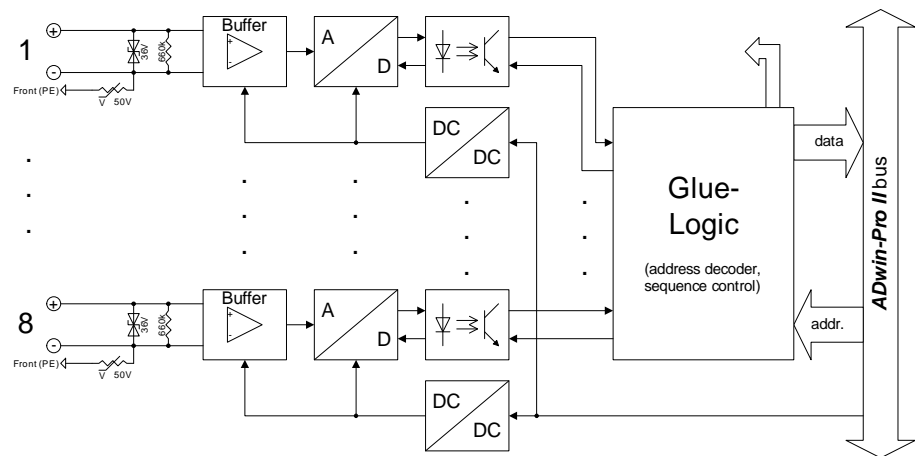 1
+
-
36V
660k
Front (PE)
V 50V
Buffer
+
-
A
D
DC
DC
8
+
-
36V
660k
Front (PE)
V 50V
Buffer
+
-
A
D
DC
DC
Glue-
Logic
(address decoder,
sequence control)
data
addr.
ADwin-Pro II bus